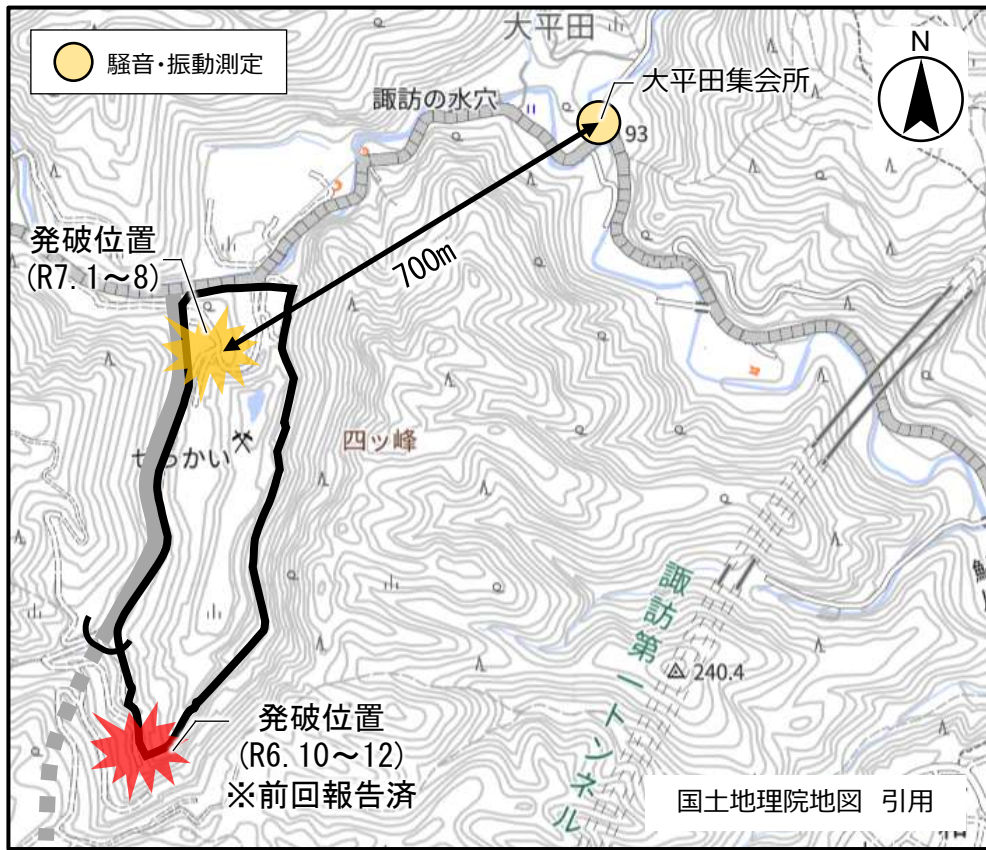 騒音・振動測定
大平田
N
大平田集会所
諏訪の水穴
93
発破位置
(R7.1～8)
700m
せっかい
四ッ峰
諏訪第一トンネル
240.4
発破位置
(R6.10～12)
※前回報告済
国土地理院地図 引用